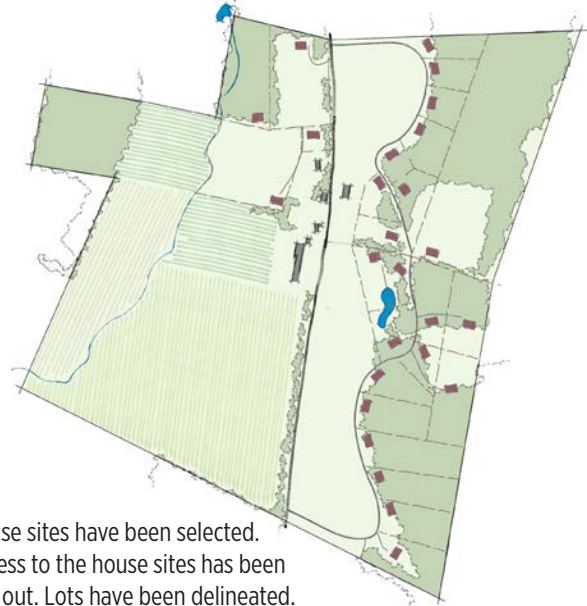 se sites have been selected.
ess to the house sites has been
out. Lots have been delineated.